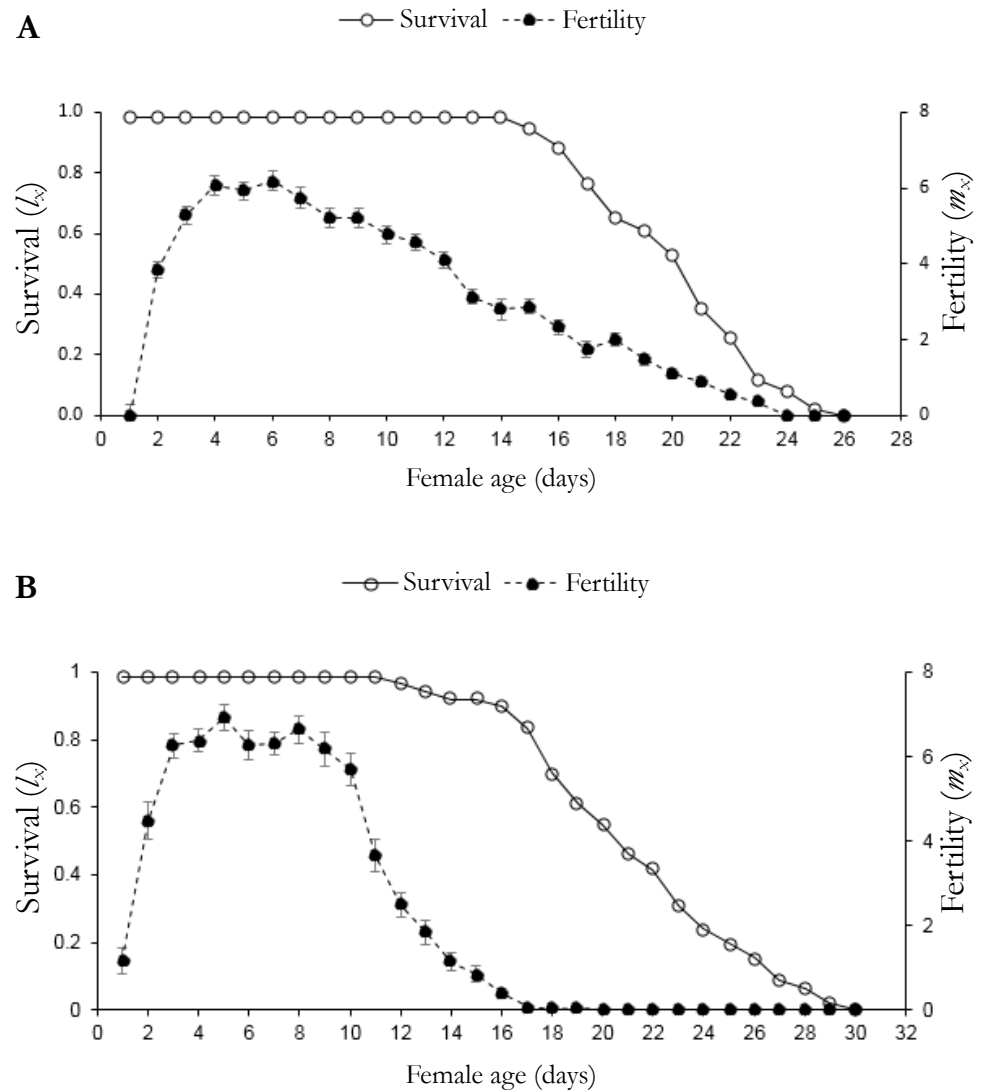 A
Survival Fertility
1.0 8
0.8
6
0.6
4
0.4
2
0.2
0.0 0
Survival (lx)
Fertility (mx)
0 2 4 6 8 10 12 14 16 18 20 22 24 26 28
Female age (days)
B
Survival Fertility
1 8
0.8
6
0.6
4
0.4
2
0.2
0 0
Survival (lx)
Fertility (mx)
0 2 4 6 8 10 12 14 16 18 20 22 24 26 28 30 32
Female age (days)